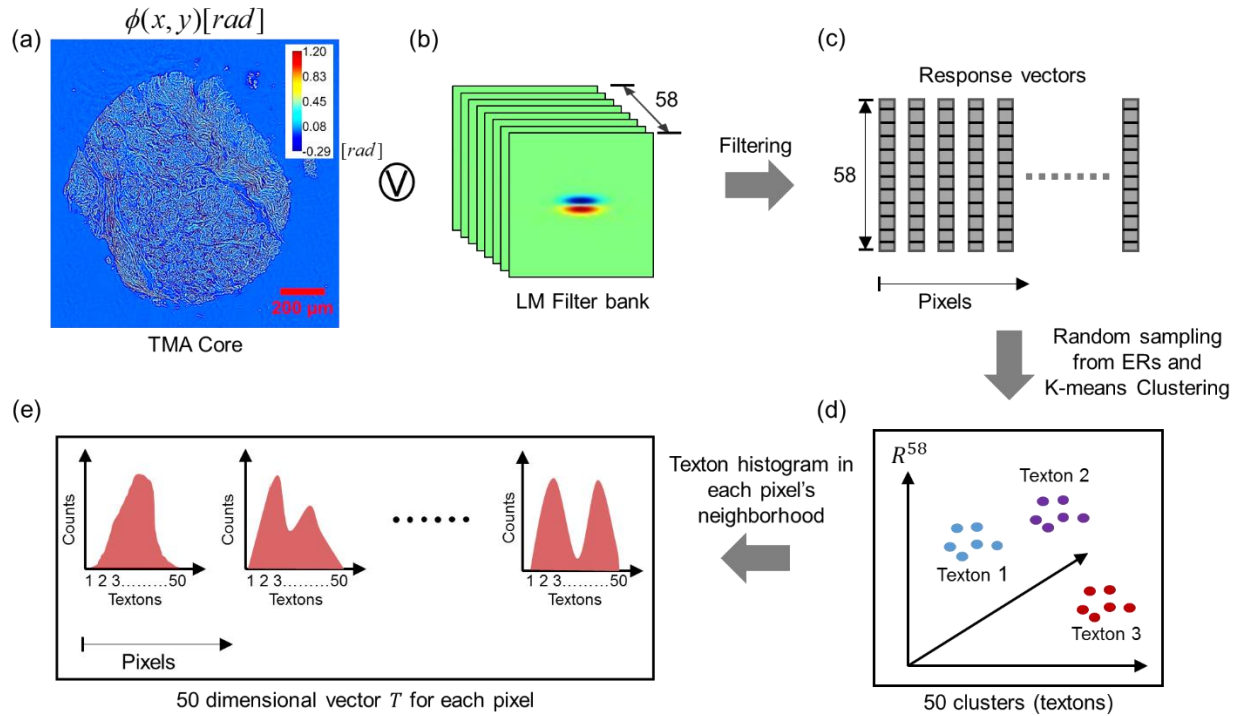 (a)
ϕ(x, y)[rad]
1.20
0.83
0.45
0.08
-0.29
[rad]
200 μm
TMA Core
Ⓥ
(b)
58
LM Filter bank
Filtering
(c)
Response vectors
58
Pixels
Random sampling
from ERs and
K-means Clustering
(d)
R⁵⁸
Texton 2
Texton 1
Texton 3
50 clusters (textons)
Texton histogram in
each pixel's
neighborhood
(e)
Counts
1 2 3.........50
Textons
Counts
1 2 3.........50
Textons
Counts
1 2 3.........50
Textons
Pixels
50 dimensional vector T for each pixel